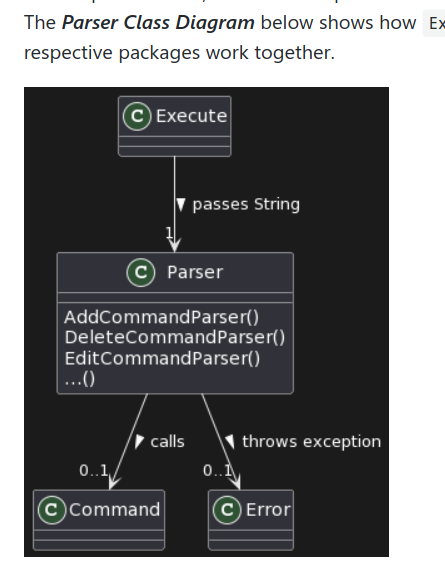 The Parser Class Diagram below shows how Ex
respective packages work together.
C Execute
passes String
1
C Parser
AddCommandParser()
DeleteCommandParser()
EditCommandParser()
...()
calls
throws exception
0..1
0..1
C Command
C Error